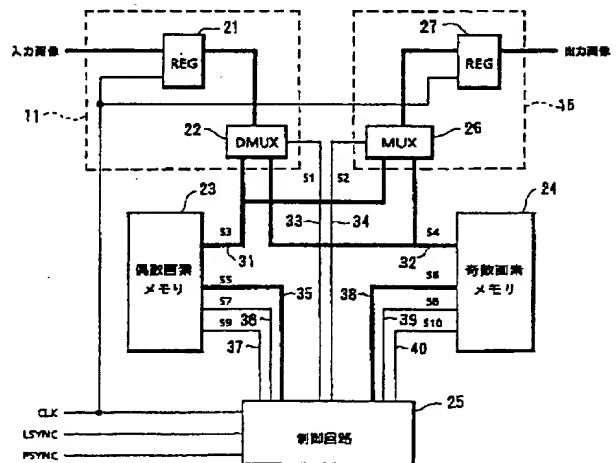 21
27
入力画像
REG
REG
出力画像
11
15
22
DMUX
MUX
26
S1
S2
23
24
S3
33
34
S4
31
32
偶数画素
メモリ
奇数画素
メモリ
S5
35
38
S6
S7
36
39
S8
S9
37
40
S10
25
CLK
LSYNC
制御回路
PSYNC